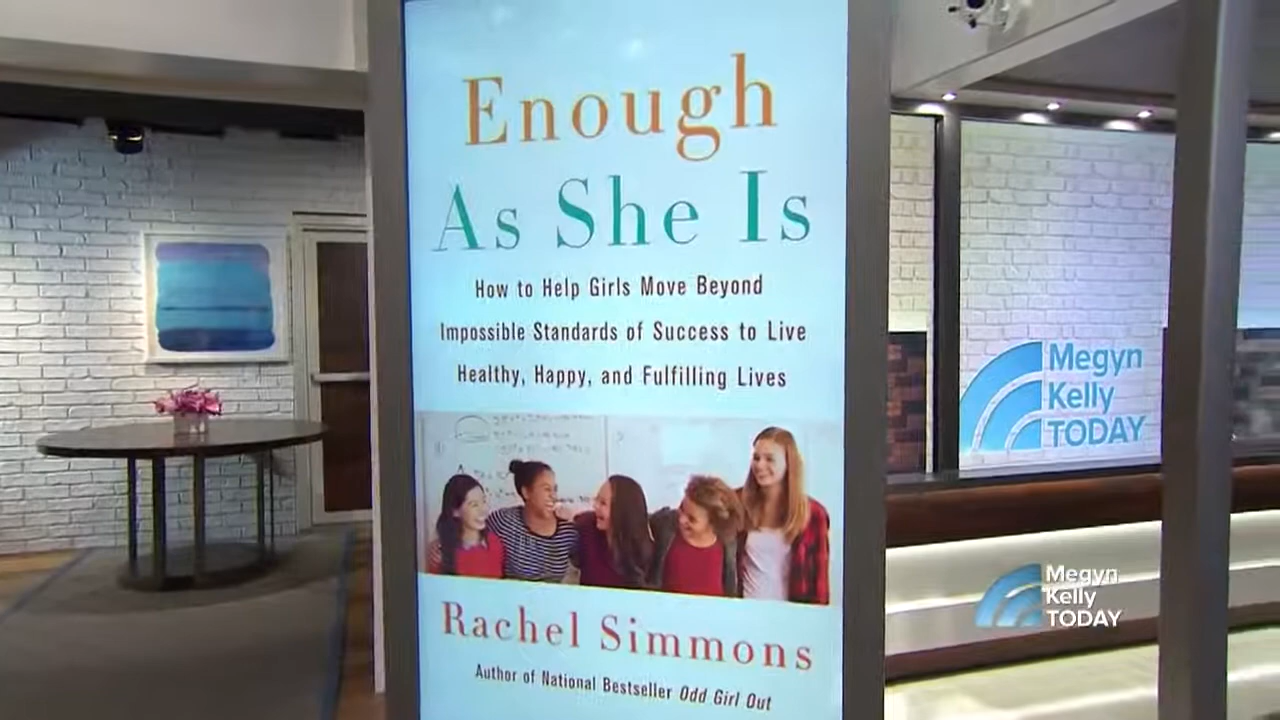 Enough
As She Is
How to Help Girls Move Beyond
Impossible Standards of Success to Live
Healthy, Happy, and Fulfilling Lives
Rachel Simmons
Author of National Bestseller Odd Girl Out
Megyn
Kelly
TODAY
Megyn
Kelly
TODAY